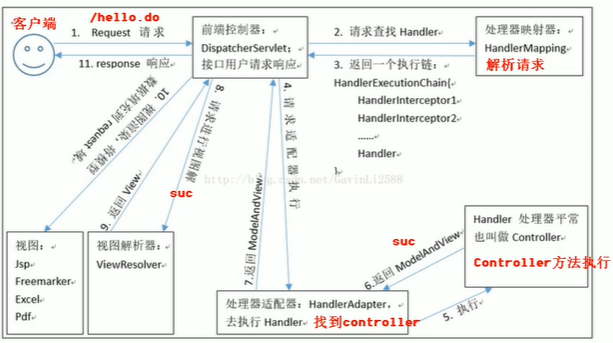 客户端
/hello.do
1. Request 请求
11. response 响应
前端控制器：
DispatcherServlet；
接口用户请求响应
2. 请求查找 Handler
3. 返回一个执行链：
HandlerExecutionChain{
HandlerInterceptor1
HandlerInterceptor2
……
Handler
}
处理器映射器：
HandlerMapping
解析请求
10. 视图渲染，将模型
数据填充到 request 域
9. 返回 View
8. 请求进行视图解
suc
7.返回 ModelAndView
4. 请求适配器执行
http://blog.csdn.net/GavinLi2588
视图：
Jsp
Freemarker
Excel
Pdf
视图解析器：
ViewResolver
处理器适配器：HandlerAdapter，
去执行 Handler 找到controller
suc
6.返回 ModelAndView
5. 执行
Handler 处理器平常
也叫做 Controller
Controller方法执行